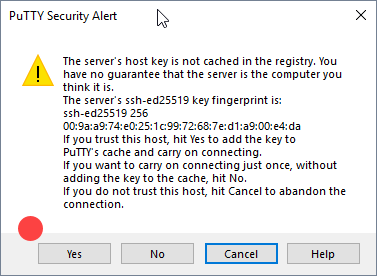 PuTTY Security Alert
The server's host key is not cached in the registry. You
have no guarantee that the server is the computer you
think it is.
The server's ssh-ed25519 key fingerprint is:
ssh-ed25519 256
00:9a:a9:74:e0:25:1c:99:72:68:7e:d1:a9:00:e4:da
If you trust this host, hit Yes to add the key to
PuTTY's cache and carry on connecting.
If you want to carry on connecting just once, without
adding the key to the cache, hit No.
If you do not trust this host, hit Cancel to abandon the
connection.
Yes No Cancel Help